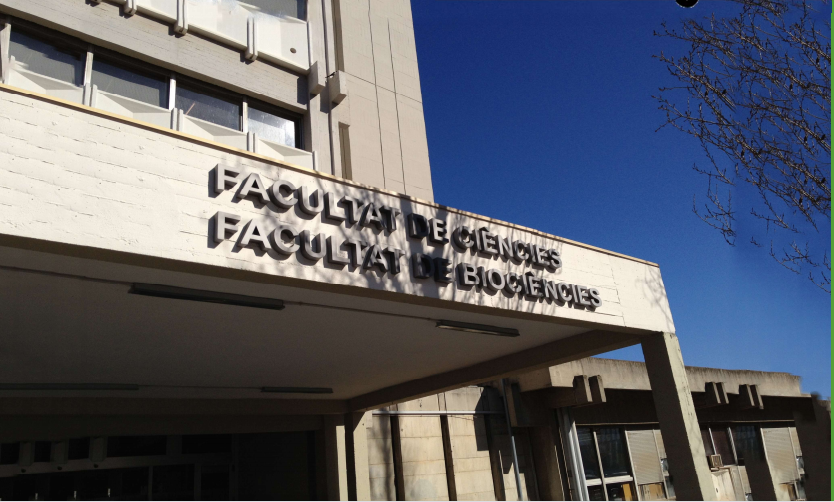 FACULTAT DE CIÈNCIES
FACULTAT DE BIOCIÈNCIES